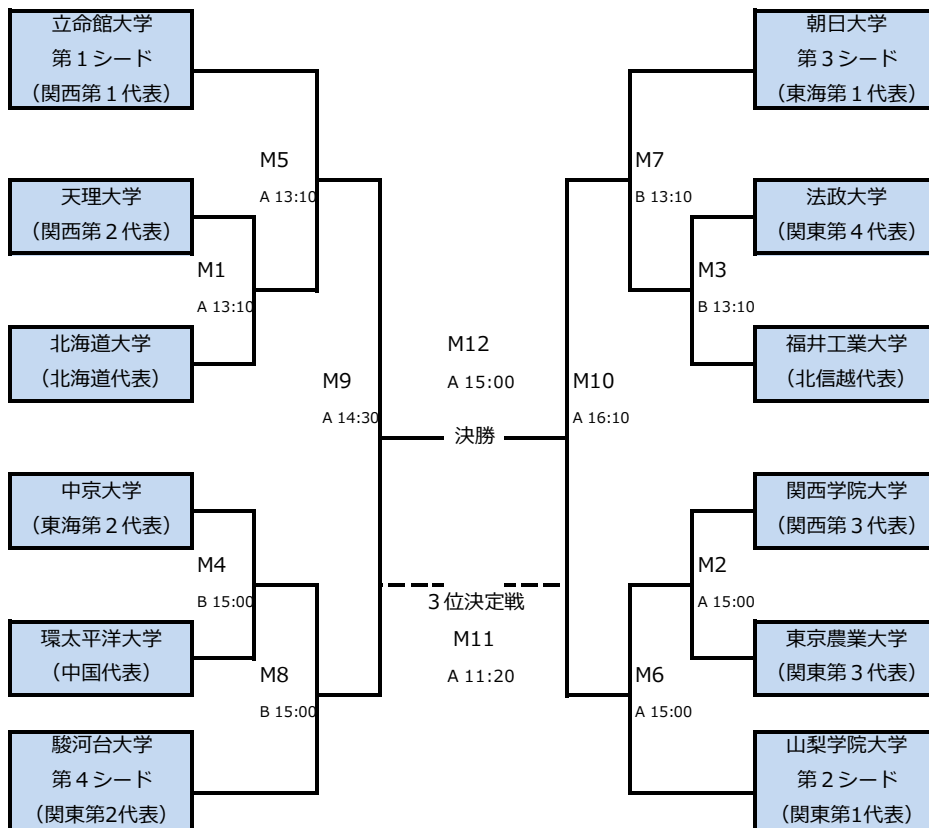 立命館大学
第１シード
（関西第１代表）
朝日大学
第３シード
（東海第１代表）
M5
A 13:10
M7
B 13:10
天理大学
（関西第２代表）
法政大学
（関東第４代表）
M1
A 13:10
M3
B 13:10
北海道大学
（北海道代表）
福井工業大学
（北信越代表）
M12
A 15:00
M9
A 14:30
M10
A 16:10
決勝
中京大学
（東海第２代表）
関西学院大学
（関西第３代表）
M4
B 15:00
M2
A 15:00
３位決定戦
M11
A 11:20
環太平洋大学
（中国代表）
東京農業大学
（関東第３代表）
M8
B 15:00
M6
A 15:00
駿河台大学
第４シード
（関東第2代表）
山梨学院大学
第２シード
（関東第1代表）